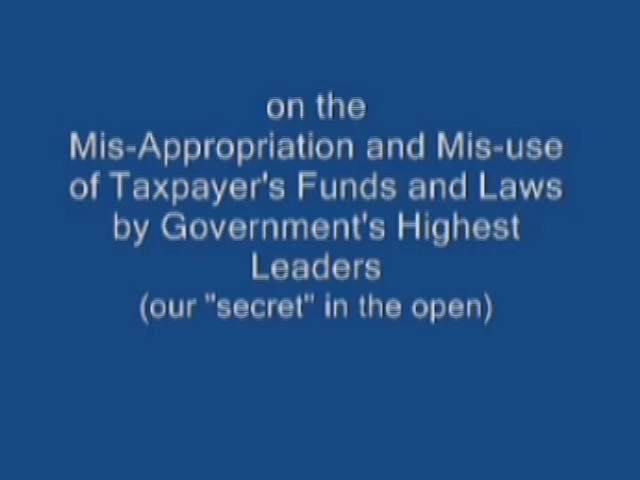 on the
Mis-Appropriation and Mis-use
of Taxpayer's Funds and Laws
by Government's Highest
Leaders
(our "secret" in the open)